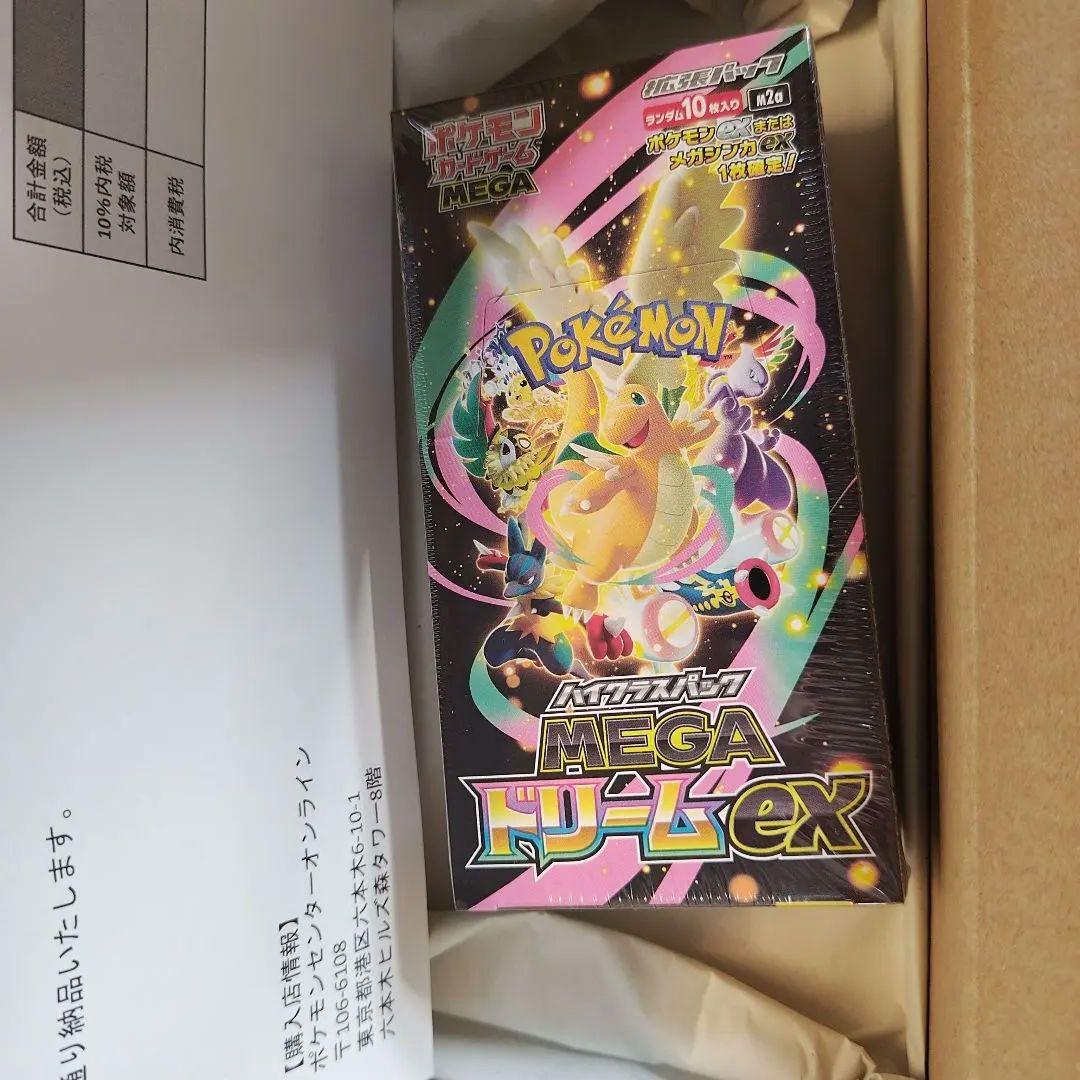 合計金額
(税込)
10%内税
対象額
内消費税
通り納品いたします。
【購入店情報】
ポケモンセンターオンライン
〒106-6108
東京都港区六本木6-10-1
六本木ヒルズ森タワー8階
ポケモン
カードゲーム
MEGA
拡張パック
ランダム10枚入り M2a
ポケモンexまたは
メガシンカex
1枚確定!
POKéMON
TM
ハイクラスパック
MEGA
ドリームex